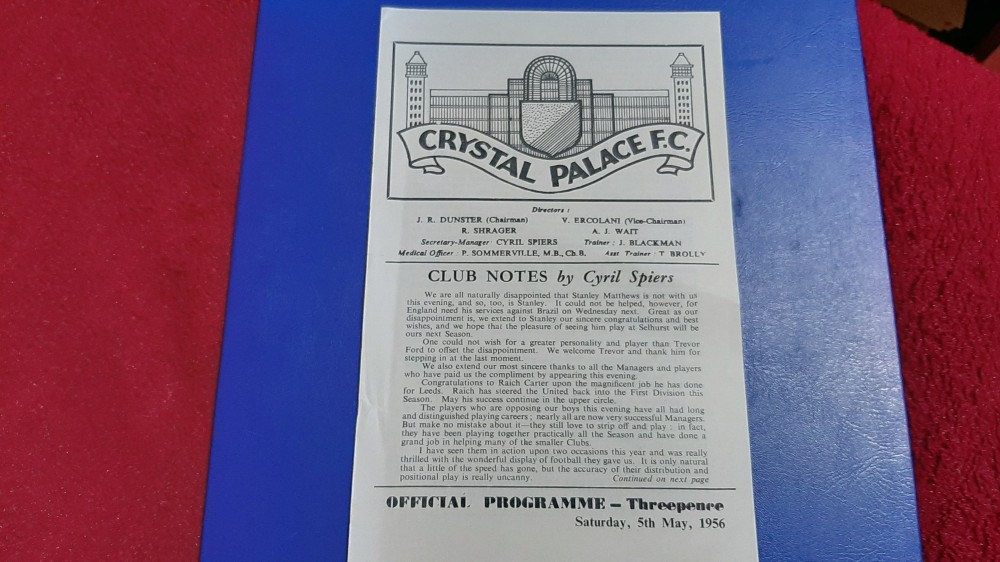 CRYSTAL PALACE F.C.
Directors :
J. R. DUNSTER (Chairman) V. ERCOLANI (Vice-Chairman)
R. SHRAGER A. J. WAIT
Secretary-Manager: CYRIL SPIERS Trainer: J. BLACKMAN
Medical Officer: P. SOMMERVILLE, M.B., Ch.B. Asst Trainer: T BROLLY
CLUB NOTES by Cyril Spiers
We are all naturally disappointed that Stanley Matthews is not with us
this evening, and so, too, is Stanley. It could not be helped, however, for
England need his services against Brazil on Wednesday next. Great as our
disappointment is, we extend to Stanley our sincere congratulations and best
wishes, and we hope that the pleasure of seeing him play at Selhurst will be
ours next Season.
One could not wish for a greater personality and player than Trevor
Ford to offset the disappointment. We welcome Trevor and thank him for
stepping in at the last moment.
We also extend our most sincere thanks to all the Managers and players
who have paid us the compliment by appearing this evening.
Congratulations to Raich Carter upon the magnificent job he has done
for Leeds. Raich has steered the United back into the First Division this
Season. May his success continue in the upper circle.
The players who are opposing our boys this evening have all had long
and distinguished playing careers; nearly all are now very successful Managers.
But make no mistake about it—they still love to strip off and play: in fact,
they have been playing together practically all the Season and have done a
grand job in helping many of the smaller Clubs.
I have seen them in action upon two occasions this year and was really
thrilled with the wonderful display of football they gave us. It is only natural
that a little of the speed has gone, but the accuracy of their distribution and
positional play is really uncanny. Continued on next page
OFFICIAL PROGRAMME – Threepence
Saturday, 5th May, 1956